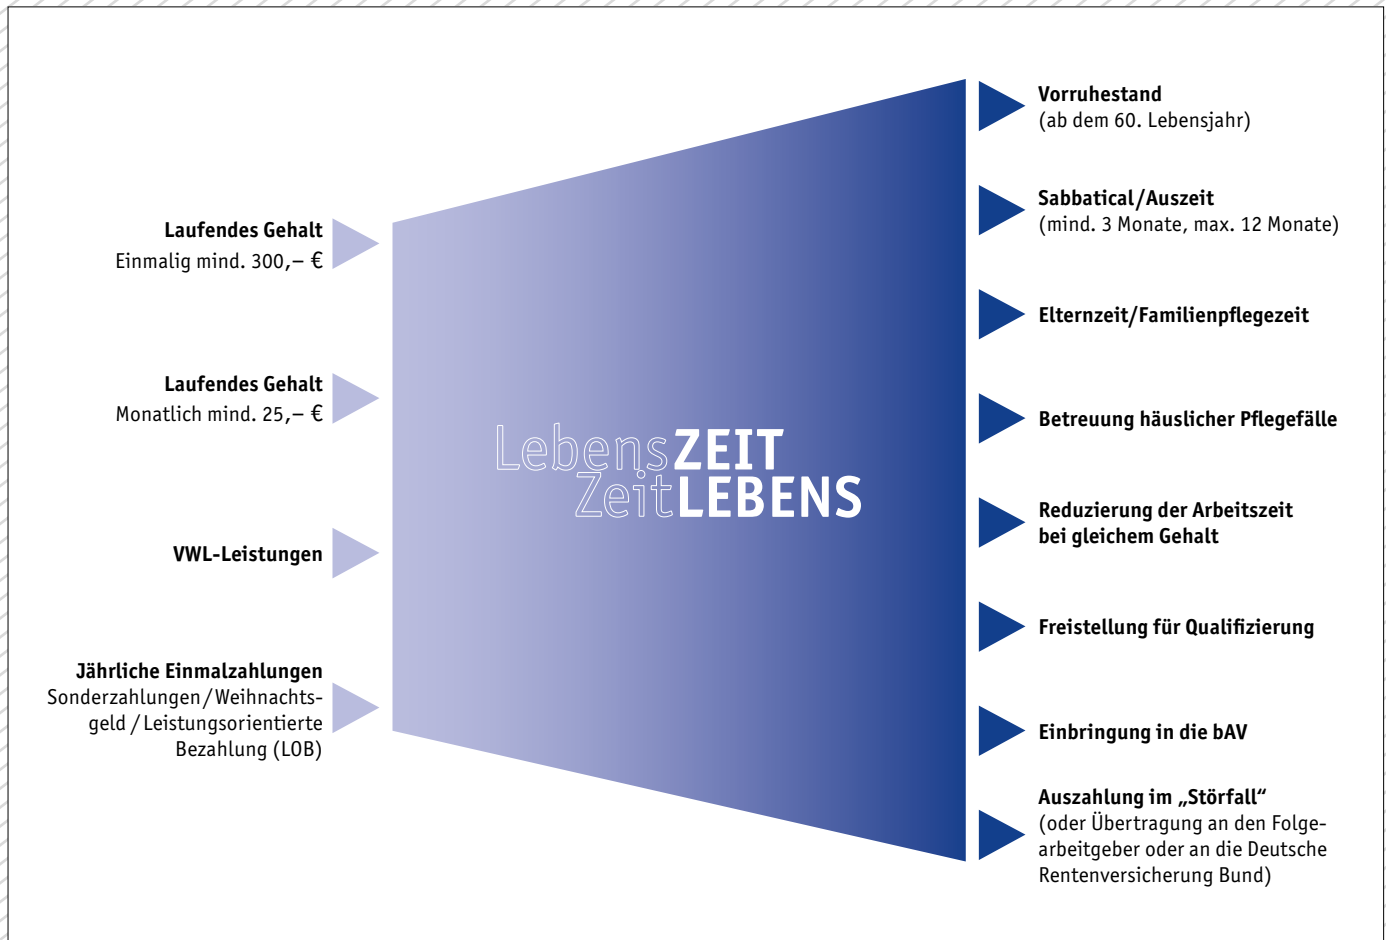 Laufendes Gehalt
Einmalig mind. 300,– €
Laufendes Gehalt
Monatlich mind. 25,– €
VWL-Leistungen
Jährliche Einmalzahlungen
Sonderzahlungen / Weihnachts-
geld / Leistungsorientierte
Bezahlung (LOB)
LebensZEIT
ZeitLEBENS
Vorruhestand
(ab dem 60. Lebensjahr)
Sabbatical/Auszeit
(mind. 3 Monate, max. 12 Monate)
Elternzeit/Familienpflegezeit
Betreuung häuslicher Pflegefälle
Reduzierung der Arbeitszeit
bei gleichem Gehalt
Freistellung für Qualifizierung
Einbringung in die bAV
Auszahlung im „Störfall“
(oder Übertragung an den Folge-
arbeitgeber oder an die Deutsche
Rentenversicherung Bund)